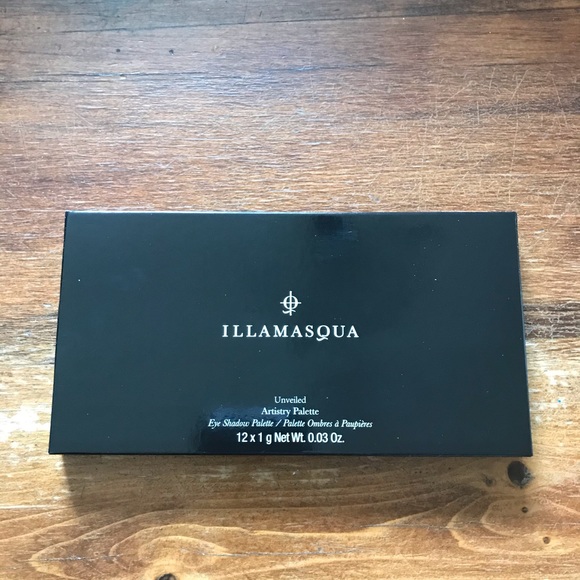 ILLAMASQUA
Unveiled
Artistry Palette
Eye Shadow Palette / Palette Ombres à Paupières
12 x 1 g Net Wt. 0.03 Oz.